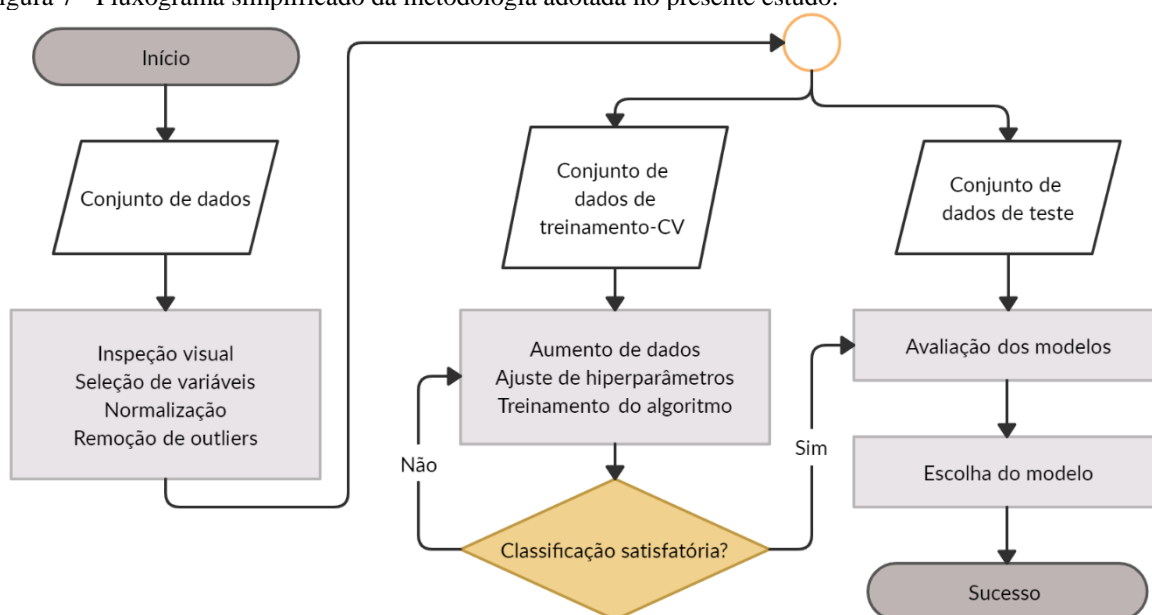 Figura 7 - Fluxograma simplificado da metodologia adotada no presente estudo.
Início
Conjunto de dados
Inspeção visual
Seleção de variáveis
Normalização
Remoção de outliers
Conjunto de
dados de
treinamento-CV
Aumento de dados
Ajuste de hiperparâmetros
Treinamento do algoritmo
Não
Classificação satisfatória?
Sim
Conjunto de
dados de teste
Avaliação dos modelos
Escolha do modelo
Sucesso